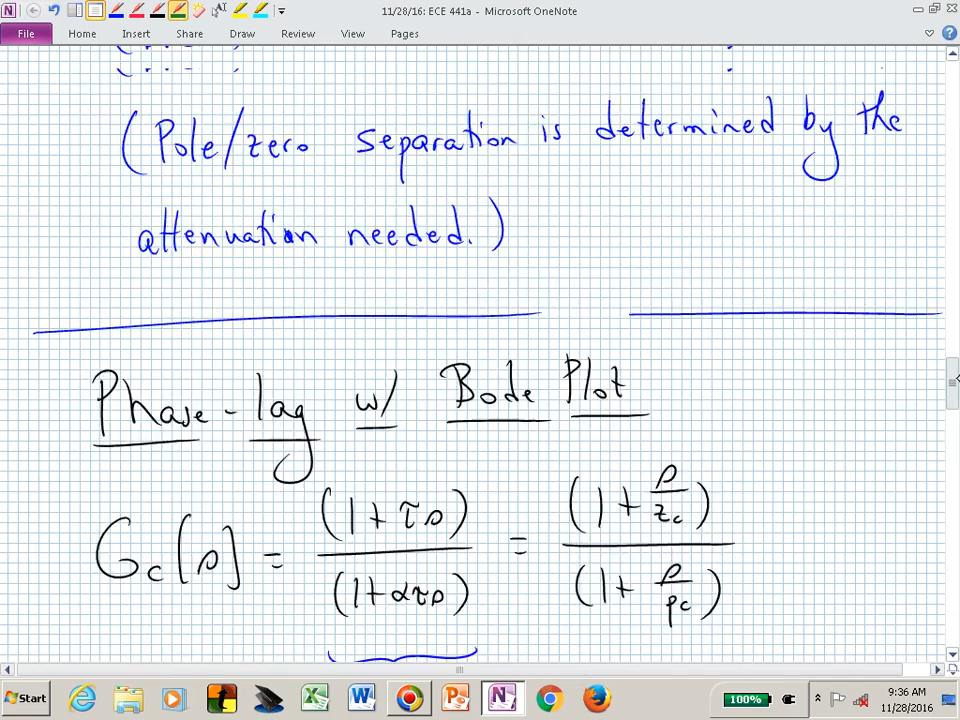 11/28/16: ECE 441a - Microsoft OneNote
File Home Insert Share Draw Review View Pages
(Pole/zero separation is determined by the
attenuation needed.)
Phase-lag w/ Bode Plot
Gc(s) = (1 + τs) / (1 + ατs) = (1 + s/zc) / (1 + s/pc)
Start
100%
9:36 AM
11/28/2016